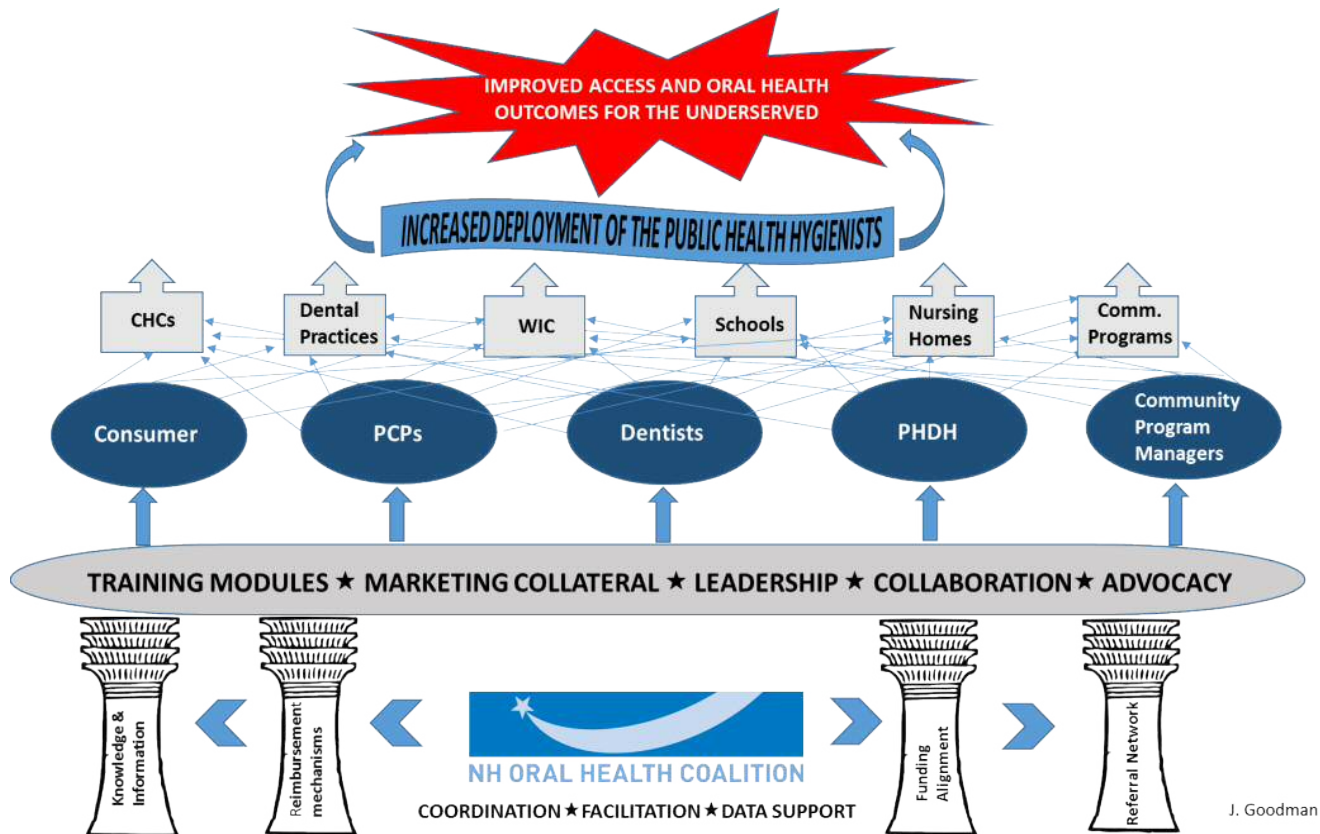 IMPROVED ACCESS AND ORAL HEALTH
OUTCOMES FOR THE UNDERSERVED
INCREASED DEPLOYMENT OF THE PUBLIC HEALTH HYGIENISTS
CHCs
Dental
Practices
WIC
Schools
Nursing
Homes
Comm.
Programs
Consumer
PCPs
Dentists
PHDH
Community
Program
Managers
TRAINING MODULES ★ MARKETING COLLATERAL ★ LEADERSHIP ★ COLLABORATION ★ ADVOCACY
Knowledge &
Information
Reimbursement
mechanisms
NH ORAL HEALTH COALITION
COORDINATION ★ FACILITATION ★ DATA SUPPORT
Funding
Alignment
Referral Network
J. Goodman